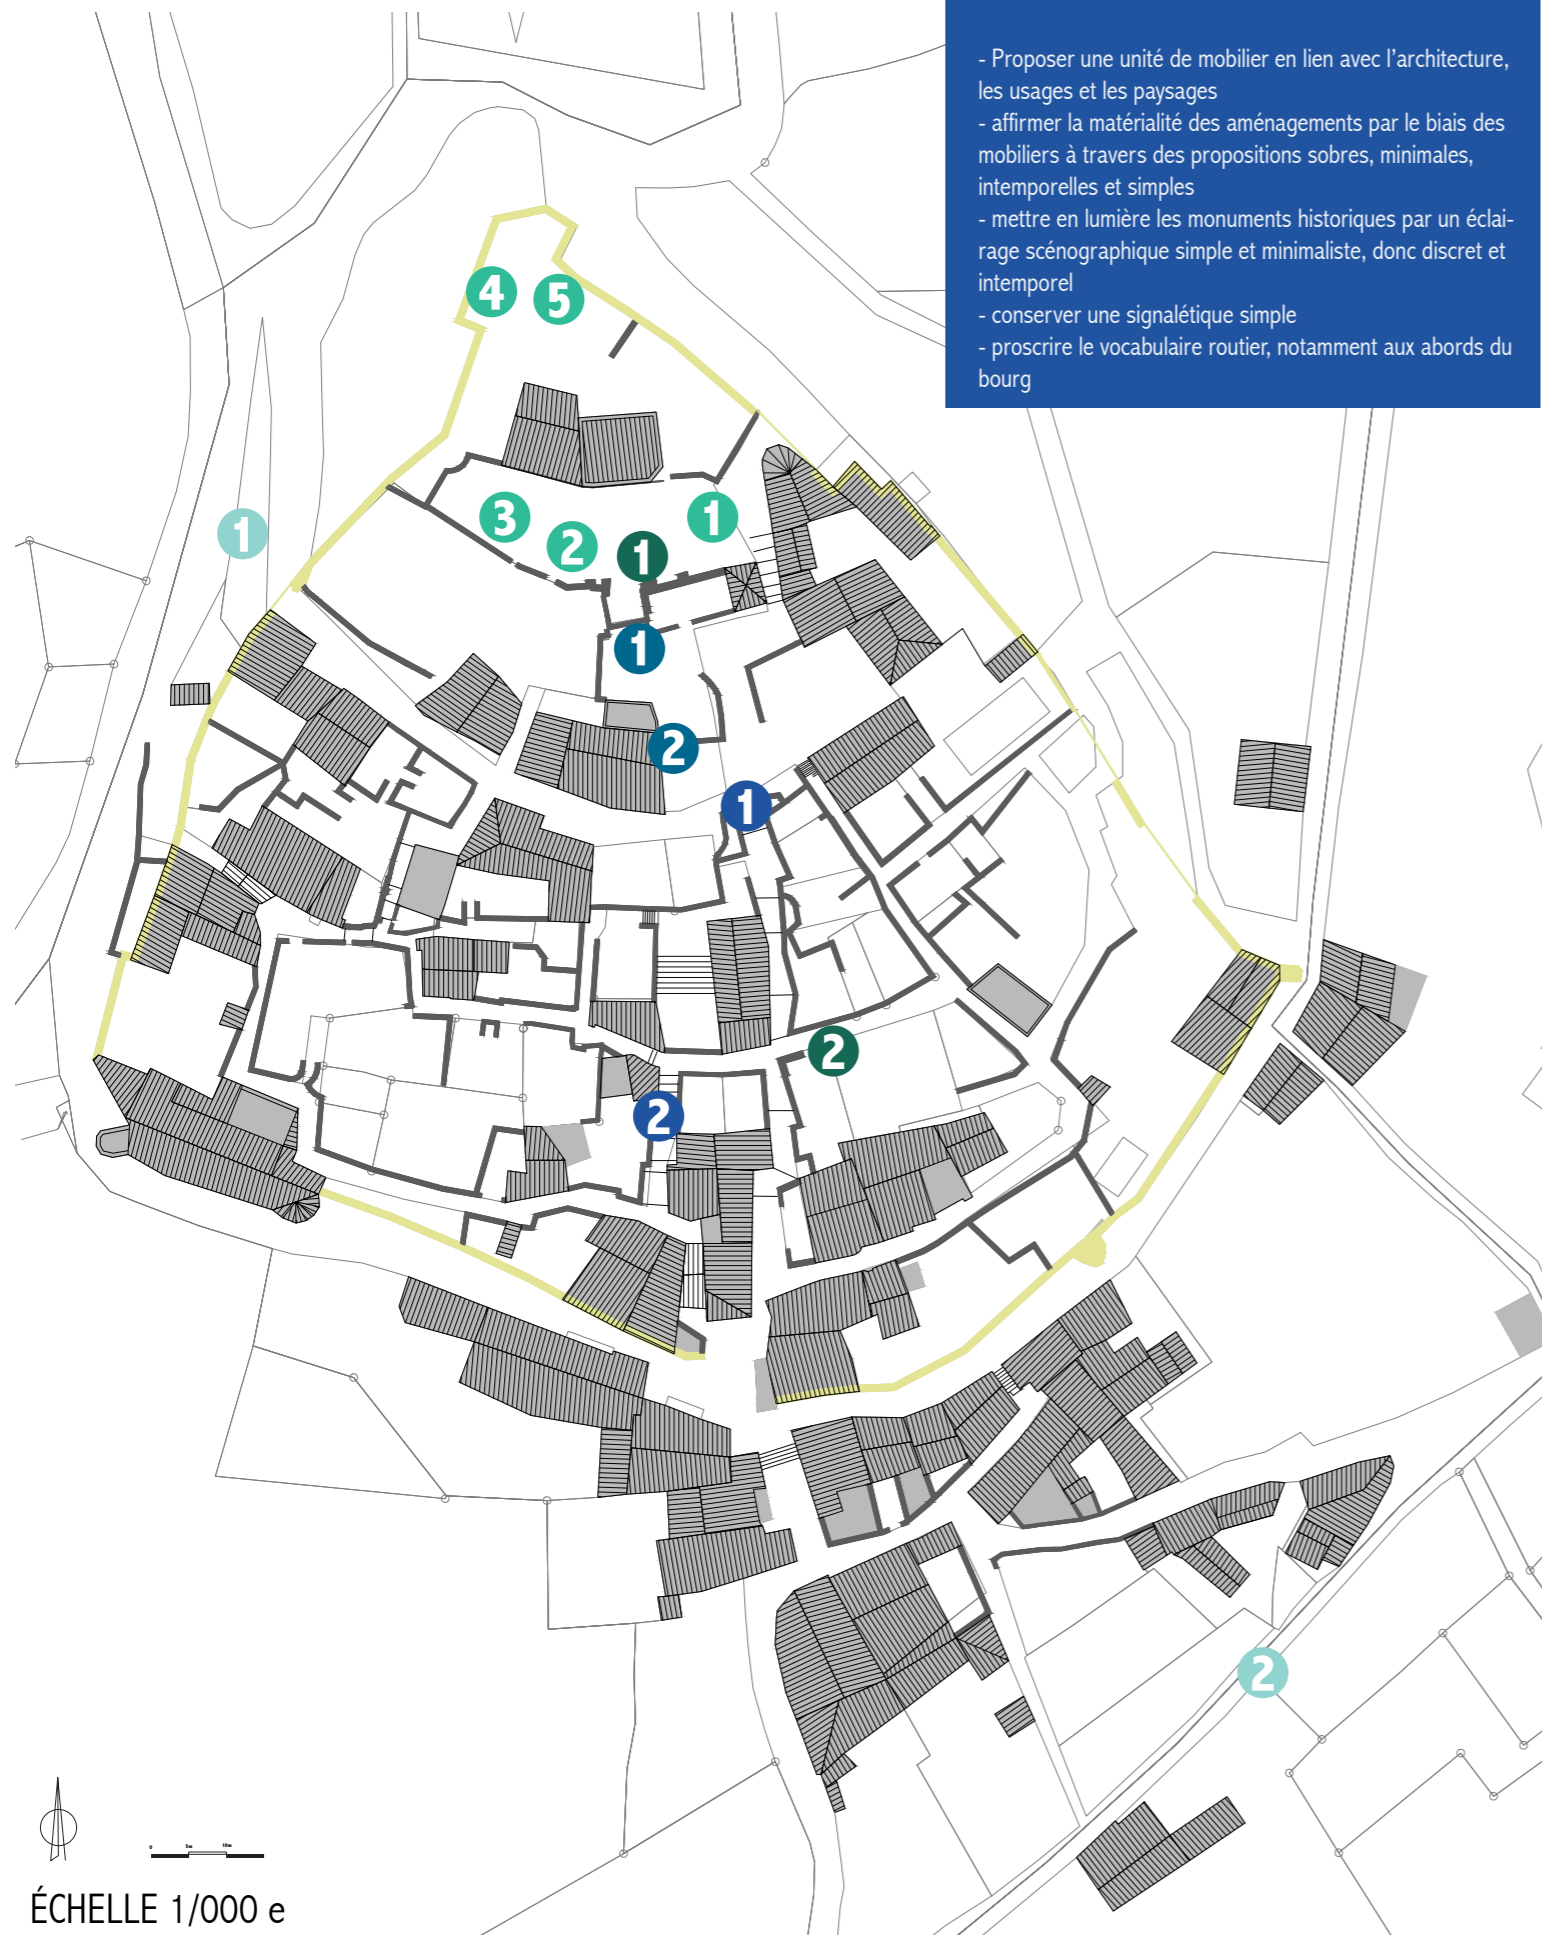 - Proposer une unité de mobilier en lien avec l'architecture,
les usages et les paysages
- affirmer la matérialité des aménagements par le biais des
mobiliers à travers des propositions sobres, minimales,
intemporelles et simples
- mettre en lumière les monuments historiques par un éclai-
rage scénographique simple et minimaliste, donc discret et
intemporel
- conserver une signalétique simple
- proscrire le vocabulaire routier, notamment aux abords du
bourg
4
5
1
3
2
1
1
1
2
1
2
2
2
0 5m 10m
ÉCHELLE 1/000 e